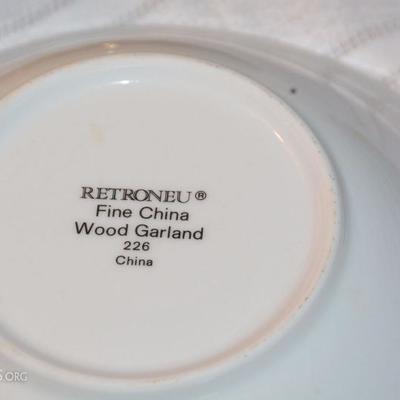 RETRONEU®
Fine China
Wood Garland
226
China